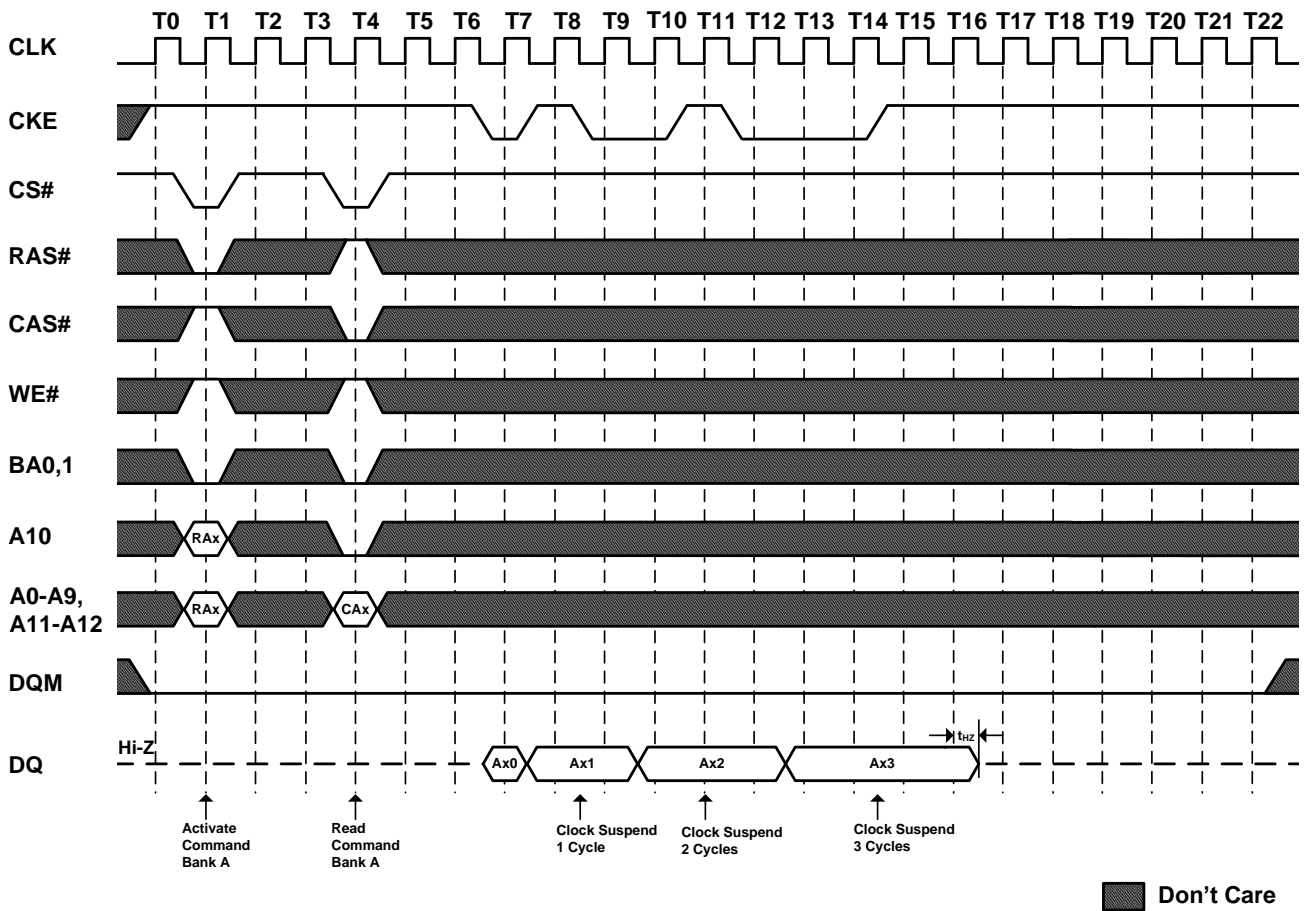 T0 T1 T2 T3 T4 T5 T6 T7 T8 T9 T10 T11 T12 T13 T14 T15 T16 T17 T18 T19 T20 T21 T22
CLK
CKE
CS#
RAS#
CAS#
WE#
BA0,1
A10
RAx
A0-A9,
A11-A12
RAx
CAx
DQM
tHZ
Hi-Z
DQ
Ax0
Ax1
Ax2
Ax3
Activate
Command
Bank A
Read
Command
Bank A
Clock Suspend
1 Cycle
Clock Suspend
2 Cycles
Clock Suspend
3 Cycles
Don't Care